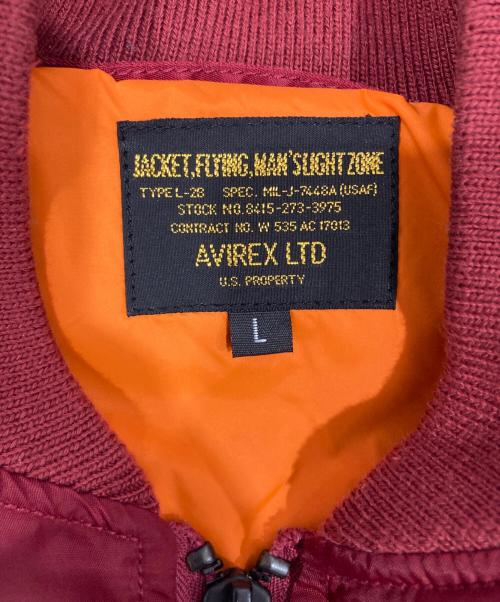 JACKET, FLYING, MAN'S LIGHT ZONE
TYPE L-2B SPEC. MIL-J-7448A (USAF)
STOCK NO. 8415-273-3975
CONTRACT NO. W 535 AC 17013
AVIREX LTD
U.S. PROPERTY
L